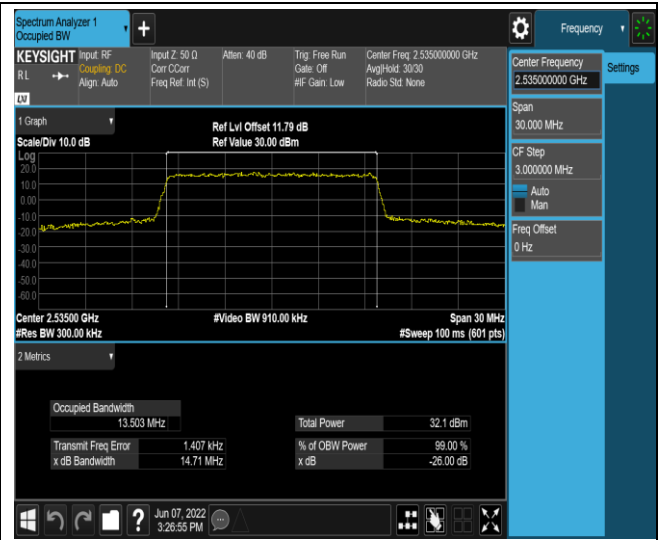 Spectrum Analyzer 1
Occupied BW
+
Frequency
KEYSIGHT
RL
LXI
Input: RF
Coupling: DC
Align: Auto
Input Z: 50 Ω
Corr CCorr
Freq Ref: Int (S)
Atten: 40 dB
Trig: Free Run
Gate: Off
#IF Gain: Low
Center Freq: 2.535000000 GHz
Avg|Hold: 30/30
Radio Std: None
Center Frequency
2.535000000 GHz
Settings
Span
30.000 MHz
CF Step
3.000000 MHz
Auto
Man
Freq Offset
0 Hz
1 Graph
Scale/Div 10.0 dB
Ref Lvl Offset 11.79 dB
Ref Value 30.00 dBm
Log
20.0
10.0
0.00
-10.0
-20.0
-30.0
-40.0
-50.0
-60.0
Center 2.53500 GHz
#Res BW 300.00 kHz
#Video BW 910.00 kHz
Span 30 MHz
#Sweep 100 ms (601 pts)
2 Metrics
Occupied Bandwidth
13.503 MHz
Total Power 32.1 dBm
Transmit Freq Error 1.407 kHz
% of OBW Power 99.00 %
x dB Bandwidth 14.71 MHz
x dB -26.00 dB
?
Jun 07, 2022
3:26:55 PM